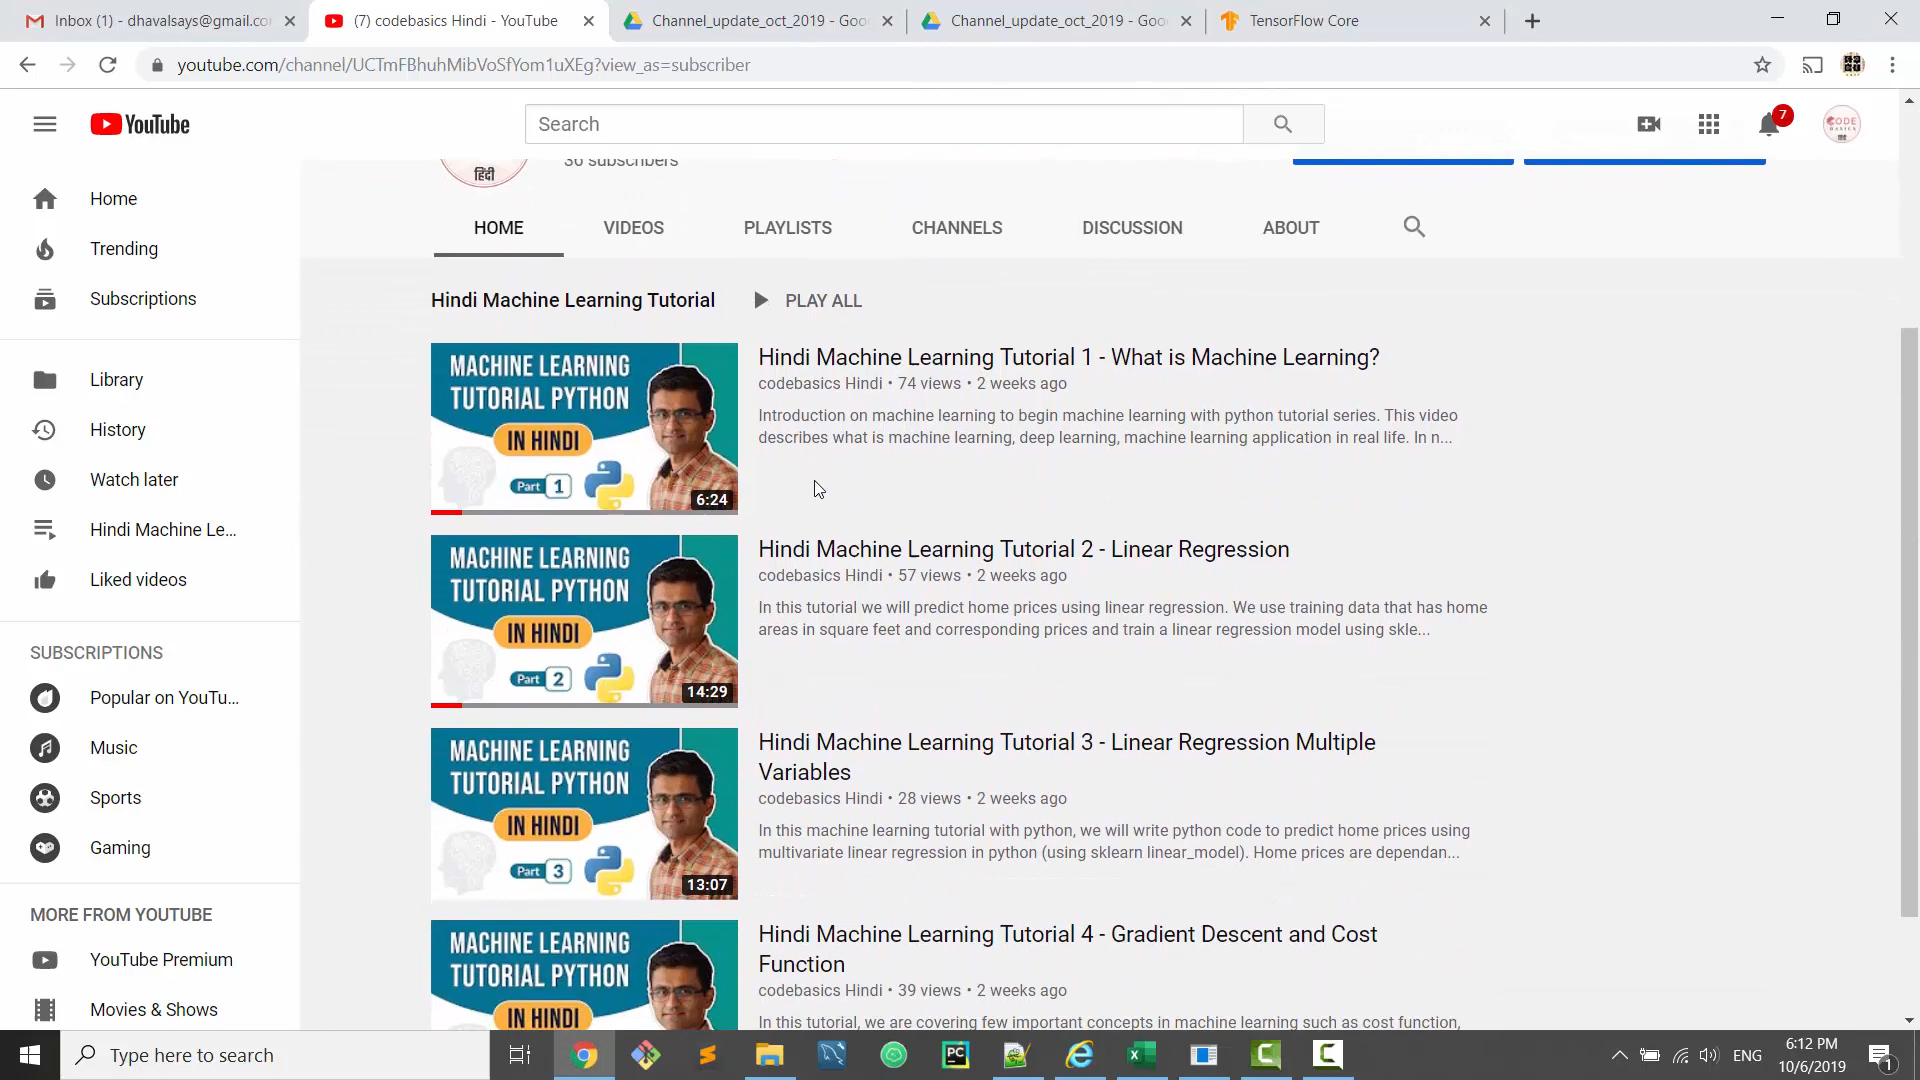 Inbox (1) - dhavalsays@gmail.co
(7) codebasics Hindi - YouTube
Channel_update_oct_2019 - Goo
Channel_update_oct_2019 - Goo
TensorFlow Core
youtube.com/channel/UCTmFBhuhMibVoSfYom1uXEg?view_as=subscriber
YouTube
Search
7
CODE
BASICS
हिंदी
हिंदी
36 subscribers
HOME
VIDEOS
PLAYLISTS
CHANNELS
DISCUSSION
ABOUT
Home
Trending
Subscriptions
Library
History
Watch later
Hindi Machine Le...
Liked videos
SUBSCRIPTIONS
Popular on YouTu...
Music
Sports
Gaming
MORE FROM YOUTUBE
YouTube Premium
Movies & Shows
Hindi Machine Learning Tutorial
PLAY ALL
MACHINE LEARNING
TUTORIAL PYTHON
IN HINDI
Part 1
6:24
Hindi Machine Learning Tutorial 1 - What is Machine Learning?
codebasics Hindi • 74 views • 2 weeks ago
Introduction on machine learning to begin machine learning with python tutorial series. This video
describes what is machine learning, deep learning, machine learning application in real life. In n...
MACHINE LEARNING
TUTORIAL PYTHON
IN HINDI
Part 2
14:29
Hindi Machine Learning Tutorial 2 - Linear Regression
codebasics Hindi • 57 views • 2 weeks ago
In this tutorial we will predict home prices using linear regression. We use training data that has home
areas in square feet and corresponding prices and train a linear regression model using skle...
MACHINE LEARNING
TUTORIAL PYTHON
IN HINDI
Part 3
13:07
Hindi Machine Learning Tutorial 3 - Linear Regression Multiple
Variables
codebasics Hindi • 28 views • 2 weeks ago
In this machine learning tutorial with python, we will write python code to predict home prices using
multivariate linear regression in python (using sklearn linear_model). Home prices are dependan...
MACHINE LEARNING
TUTORIAL PYTHON
IN HINDI
Hindi Machine Learning Tutorial 4 - Gradient Descent and Cost
Function
codebasics Hindi • 39 views • 2 weeks ago
In this tutorial, we are covering few important concepts in machine learning such as cost function,
Type here to search
PC
ENG
6:12 PM
10/6/2019
1